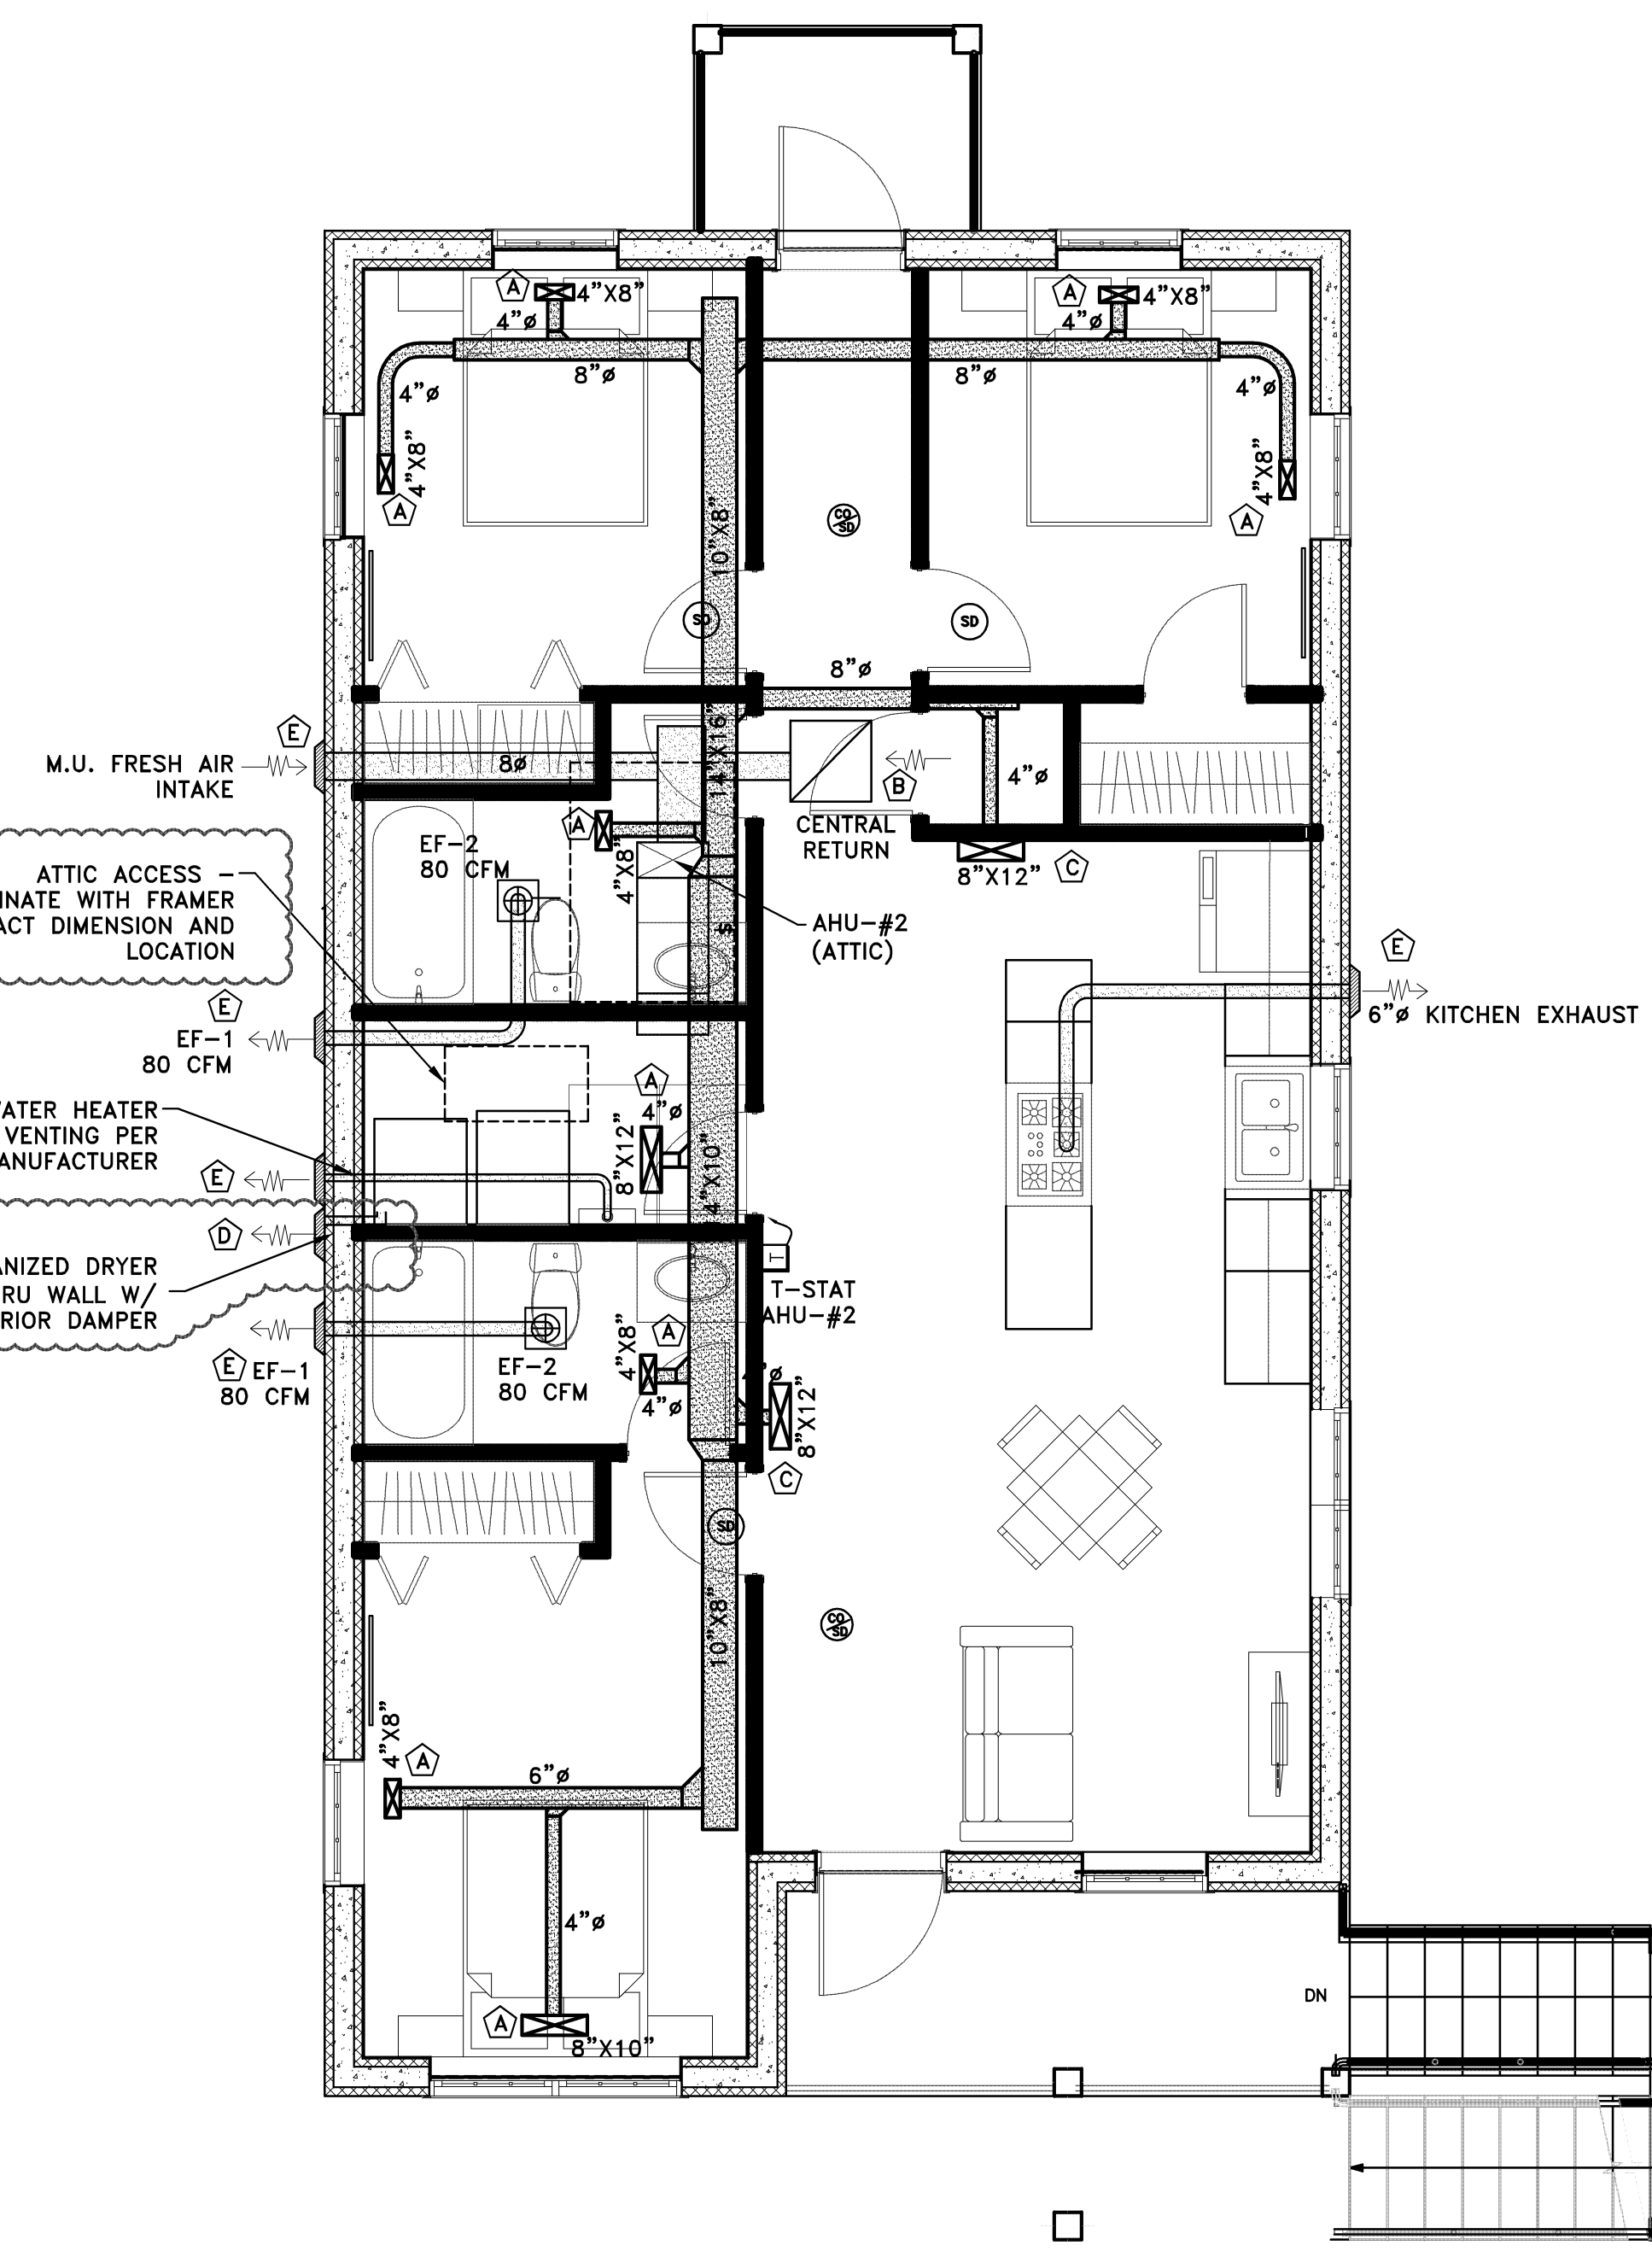 A
4"X8"
4"ø
A
4"X8"
4"ø
8"ø
8"ø
4"ø
4"ø
4"X8"
A
4"X8"
A
10"X8"
CO
SD
SD
SD
8"ø
14"X16"
E
M.U. FRESH AIR
INTAKE
8ø
B
4"ø
CENTRAL
RETURN
A
4"X8"
EF-2
80 CFM
8"X12"
C
ATTIC ACCESS -
INATE WITH FRAMER
ACT DIMENSION AND
LOCATION
AHU-#2
(ATTIC)
S
E
6"ø KITCHEN EXHAUST
E
EF-1
80 CFM
A
4"ø
8"X12"
14"X10"
WATER HEATER
VENTING PER
ANUFACTURER
E
D
ANIZED DRYER
RU WALL W/
RIOR DAMPER
T
T-STAT
AHU-#2
A
4"X8"
4"ø
E
EF-1
80 CFM
EF-2
80 CFM
"ø
8"X12"
C
SD
10"X8"
CO
SD
4"X8"
A
6"ø
4"ø
A
8"X10"
DN